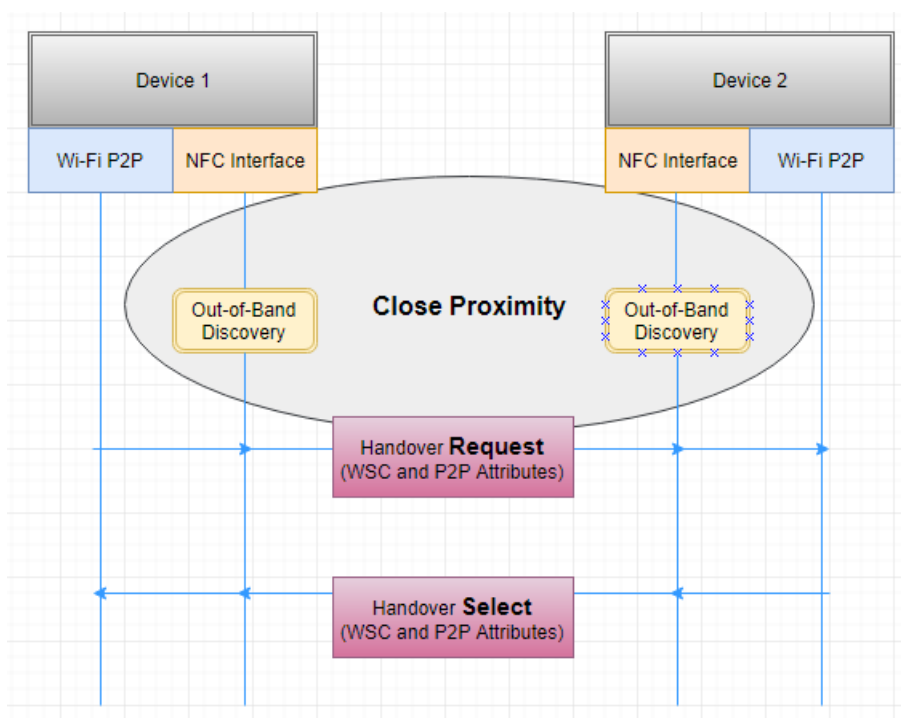 Device 1
Device 2
Wi-Fi P2P
NFC Interface
NFC Interface
Wi-Fi P2P
Out-of-Band
Discovery
Close Proximity
Out-of-Band
Discovery
Handover Request
(WSC and P2P Attributes)
Handover Select
(WSC and P2P Attributes)